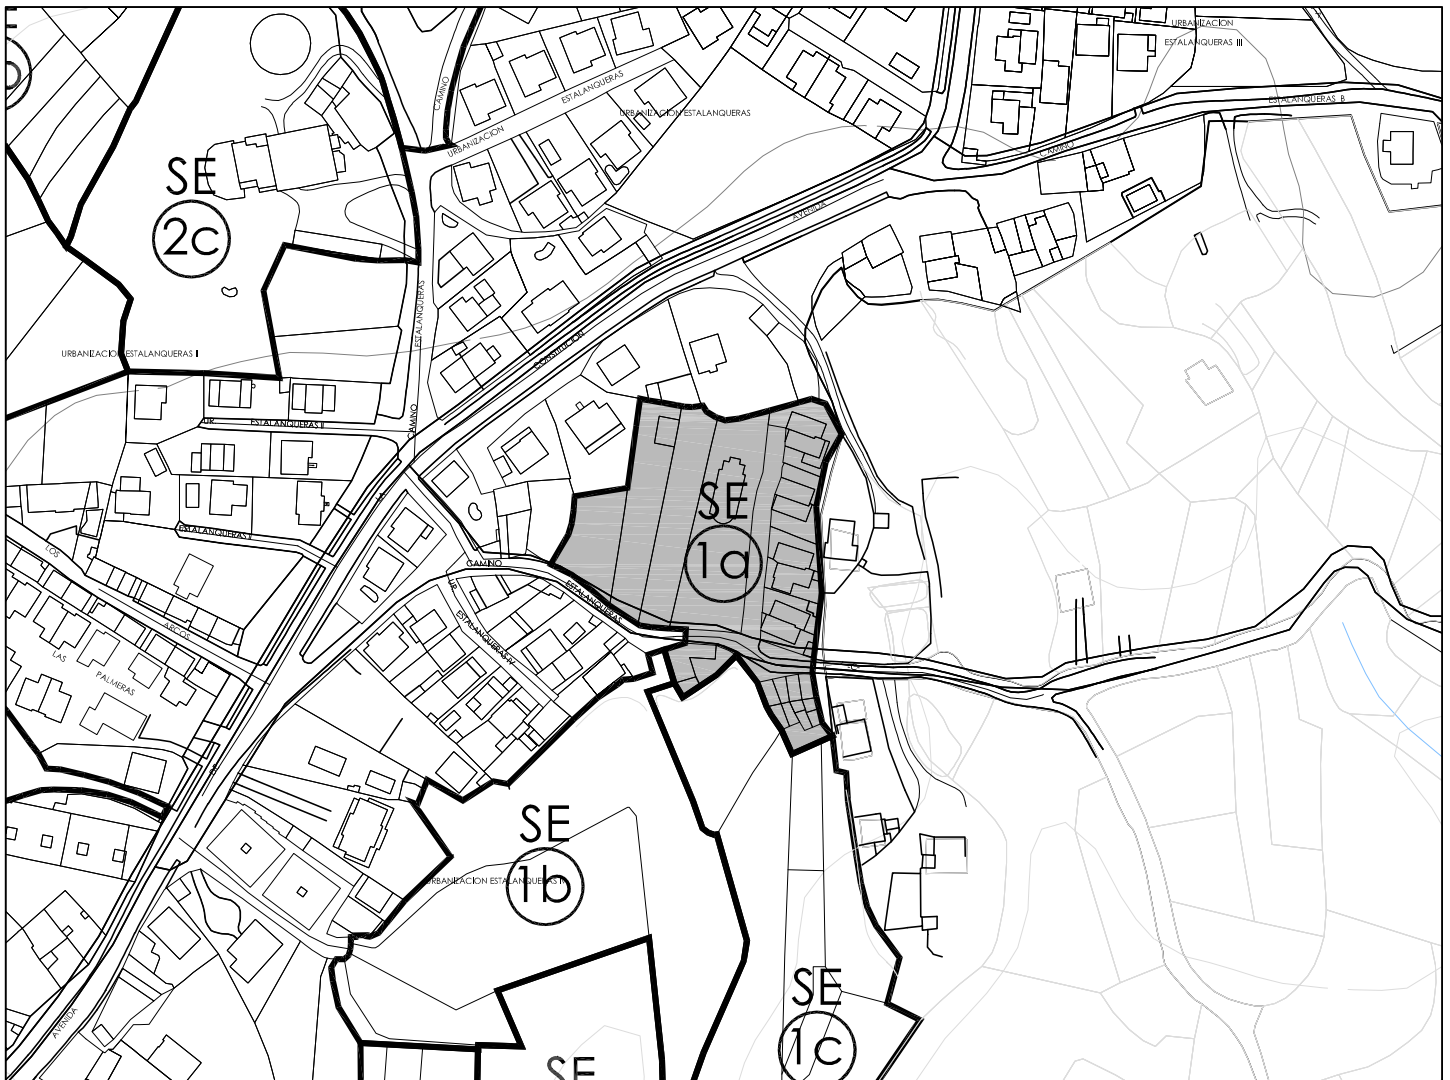 URBANIZACION
ESTALANQUERAS III
CAMINO
ESTALANQUERAS
URBANIZACION
URBANIZACION ESTALANQUERAS
ESTALANQUERAS B
CAMINO
SE
2c
AVENIDA
ESTALANQUERAS
CONSTITUCION
URBANIZACION ESTALANQUERAS II
CAMINO
UR.
ESTALANQUERAS II
SE
1a
ESTALANQUERAS
LOS
ARCOS
CAMINO
ESTALANQUERAS
UR.
ESTALANQUERAS IV
LAS
PALMERAS
SE
1b
URBANIZACION ESTALANQUERAS
SE
1c
AVENIDA
SE